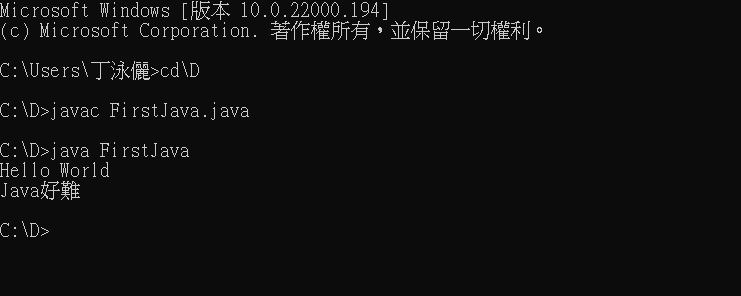 Microsoft Windows [版本 10.0.22000.194]
(c) Microsoft Corporation. 著作權所有，並保留一切權利。
C:\Users\丁泳儷>cd\D
C:\D>javac FirstJava.java
C:\D>java FirstJava
Hello World
Java好難
C:\D>